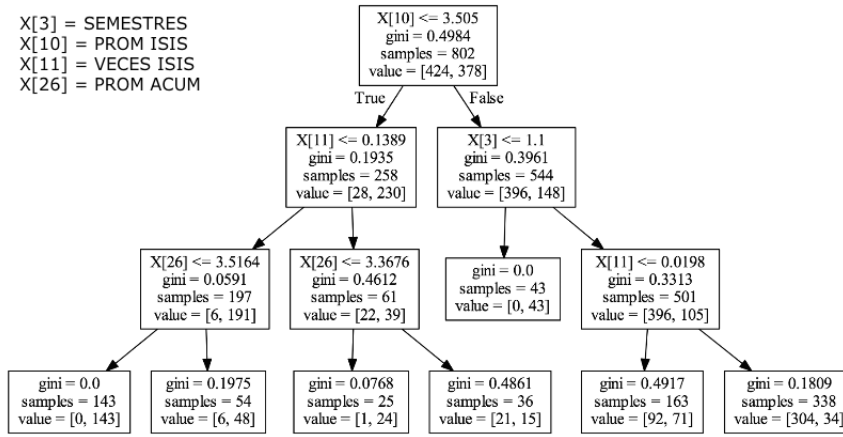 X[3] = SEMESTRES
X[10] = PROM ISIS
X[11] = VECES ISIS
X[26] = PROM ACUM
X[10] <= 3.505
gini = 0.4984
samples = 802
value = [424, 378]
True
False
X[11] <= 0.1389
gini = 0.1935
samples = 258
value = [28, 230]
X[3] <= 1.1
gini = 0.3961
samples = 544
value = [396, 148]
X[26] <= 3.5164
gini = 0.0591
samples = 197
value = [6, 191]
X[26] <= 3.3676
gini = 0.4612
samples = 61
value = [22, 39]
gini = 0.0
samples = 43
value = [0, 43]
X[11] <= 0.0198
gini = 0.3313
samples = 501
value = [396, 105]
gini = 0.0
samples = 143
value = [0, 143]
gini = 0.1975
samples = 54
value = [6, 48]
gini = 0.0768
samples = 25
value = [1, 24]
gini = 0.4861
samples = 36
value = [21, 15]
gini = 0.4917
samples = 163
value = [92, 71]
gini = 0.1809
samples = 338
value = [304, 34]